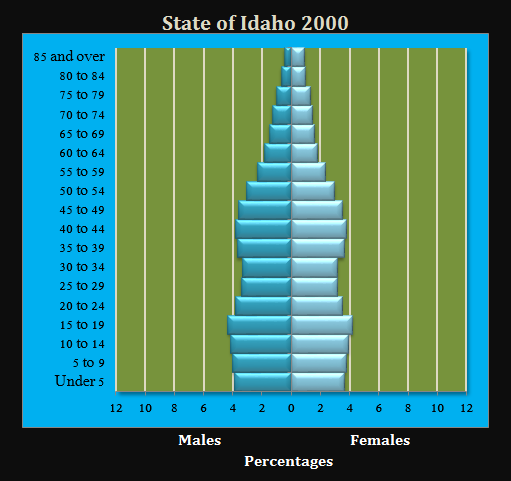 State of Idaho 2000
85 and over
80 to 84
75 to 79
70 to 74
65 to 69
60 to 64
55 to 59
50 to 54
45 to 49
40 to 44
35 to 39
30 to 34
25 to 29
20 to 24
15 to 19
10 to 14
5 to 9
Under 5
12 10 8 6 4 2 0 2 4 6 8 10 12
Males Females
Percentages